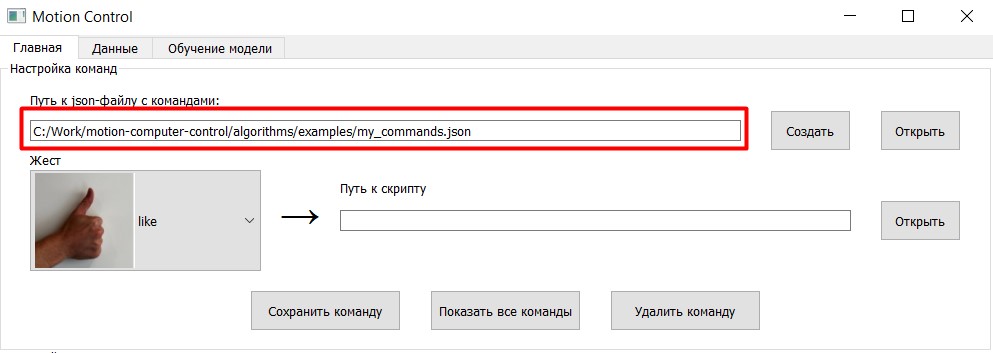 Motion Control
Главная Данные Обучение модели
Настройка команд
Путь к json-файлу с командами:
C:/Work/motion-computer-control/algorithms/examples/my_commands.json
Создать
Открыть
Жест
like
Путь к скрипту
Открыть
Сохранить команду
Показать все команды
Удалить команду